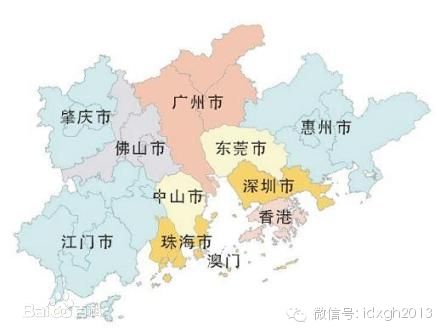 广州市
肇庆市
惠州市
佛山市
东莞市
深圳市
中山市
香港
江门市
珠海市
澳门
Baidu百科
微信号: idxgh2013